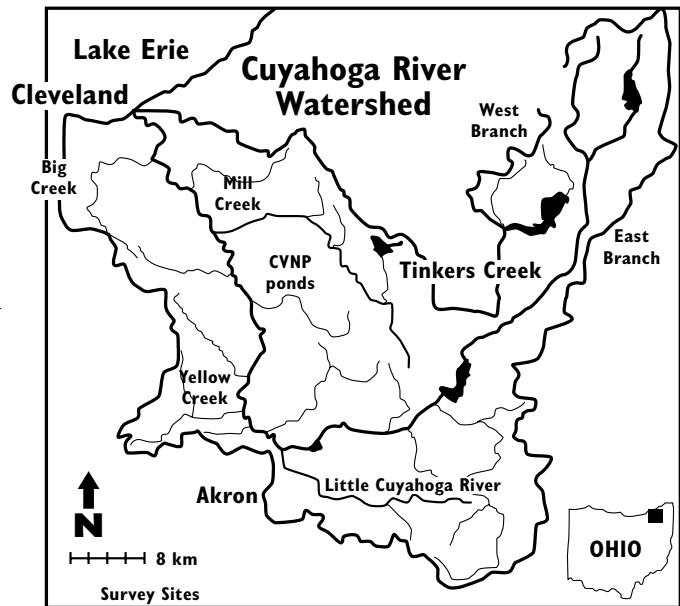 Lake Erie
Cleveland
Cuyahoga River
Watershed
West
Branch
Big
Creek
Mill
Creek
East
Branch
CVNP
ponds
Tinkers Creek
Yellow
Creek
Akron
Little Cuyahoga River
N
8 km
OHIO
Survey Sites